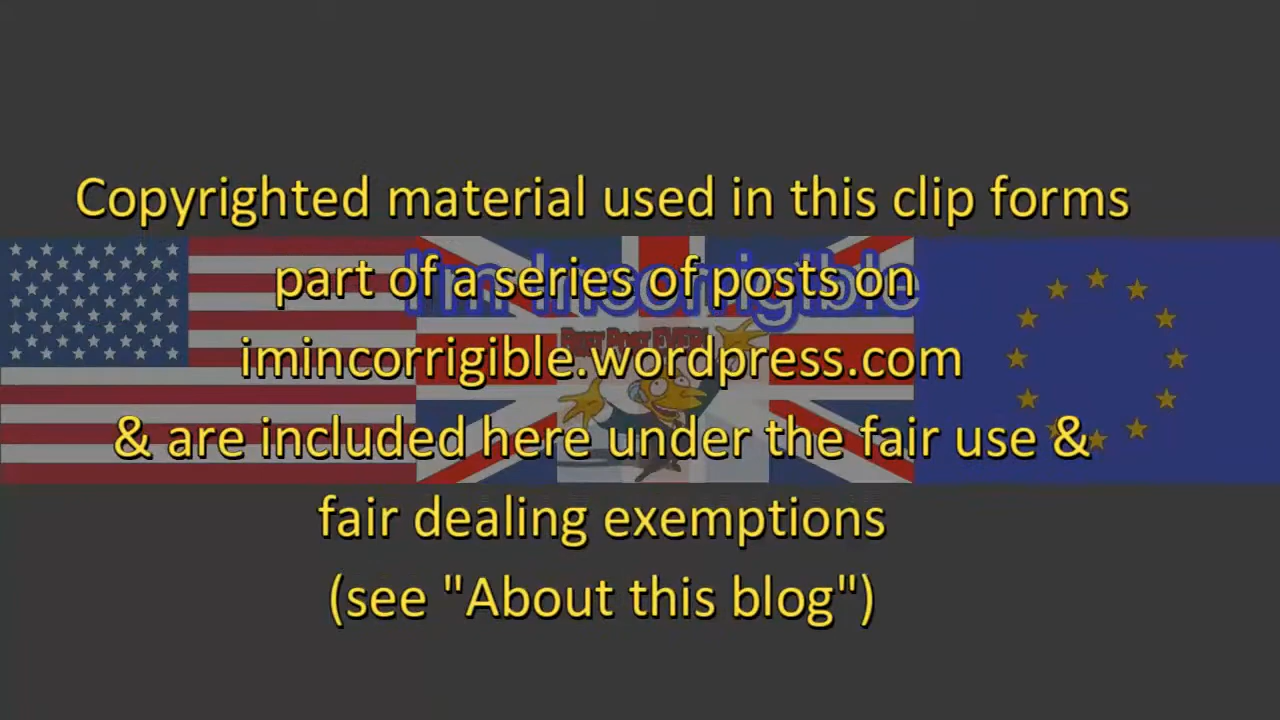 Copyrighted material used in this clip forms
part of a series of posts on
I'm incorrigible
imincorrigible.wordpress.com
& are included here under the fair use &
fair dealing exemptions
(see "About this blog")